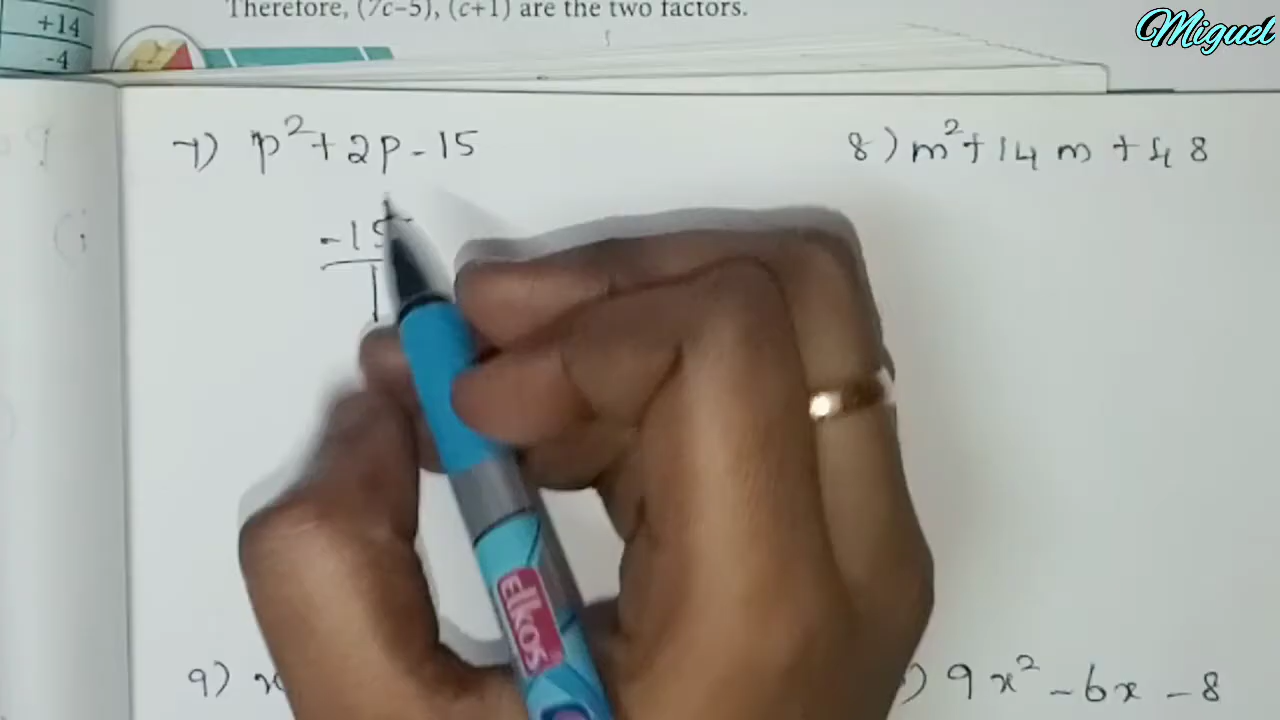 Therefore, (7c–5), (c+1) are the two factors.
+14
-4
Miguel
7) p² + 2p - 15
8) m² + 14m + 48
-15
9) x
) 9x² - 6x - 8
elkos